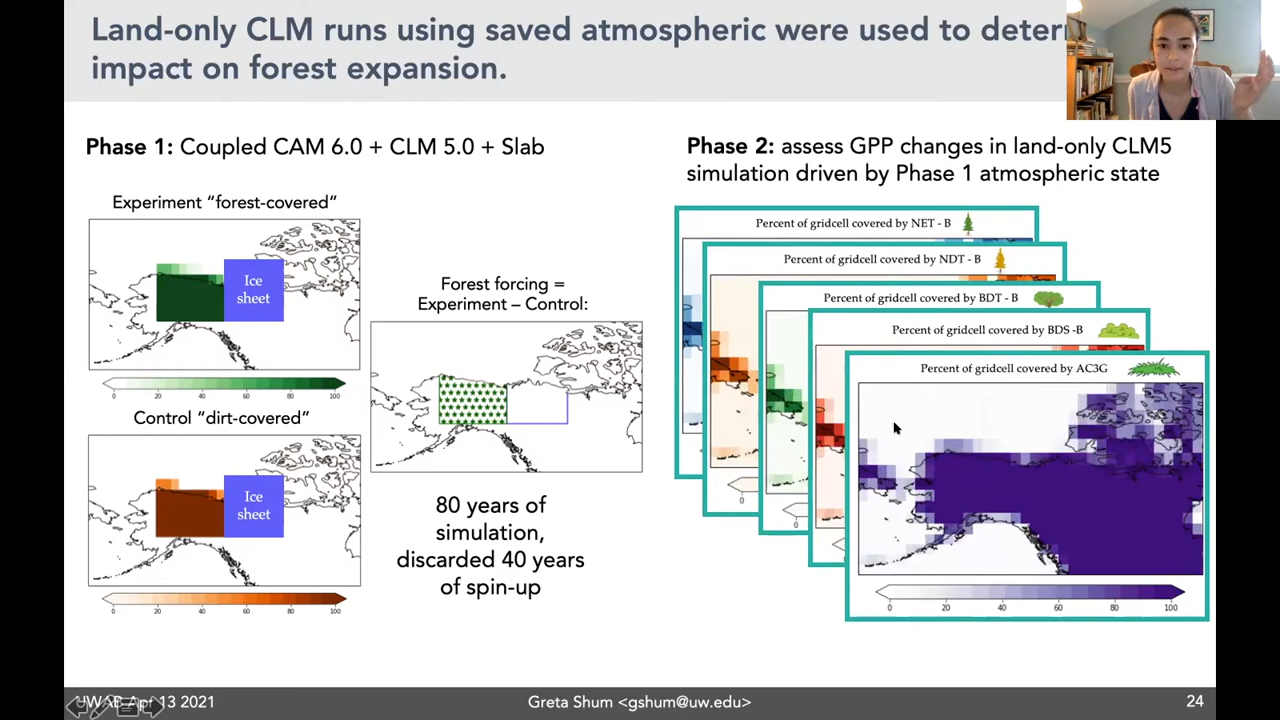 Land-only CLM runs using saved atmospheric were used to deter
impact on forest expansion.
Phase 1: Coupled CAM 6.0 + CLM 5.0 + Slab
Experiment “forest-covered”
Ice
sheet
0 20 40 60 80 100
Control “dirt-covered”
Ice
sheet
0 20 40 60 80 100
Forest forcing =
Experiment – Control:
80 years of
simulation,
discarded 40 years
of spin-up
Phase 2: assess GPP changes in land-only CLM5
simulation driven by Phase 1 atmospheric state
Percent of gridcell covered by NET - B
Percent of gridcell covered by NDT - B
0
Percent of gridcell covered by BDT - B
0
Percent of gridcell covered by BDS -B
Percent of gridcell covered by AC3G
0 20 40 60 80 100
UWAB Apr 13 2021
Greta Shum <gshum@uw.edu>
24